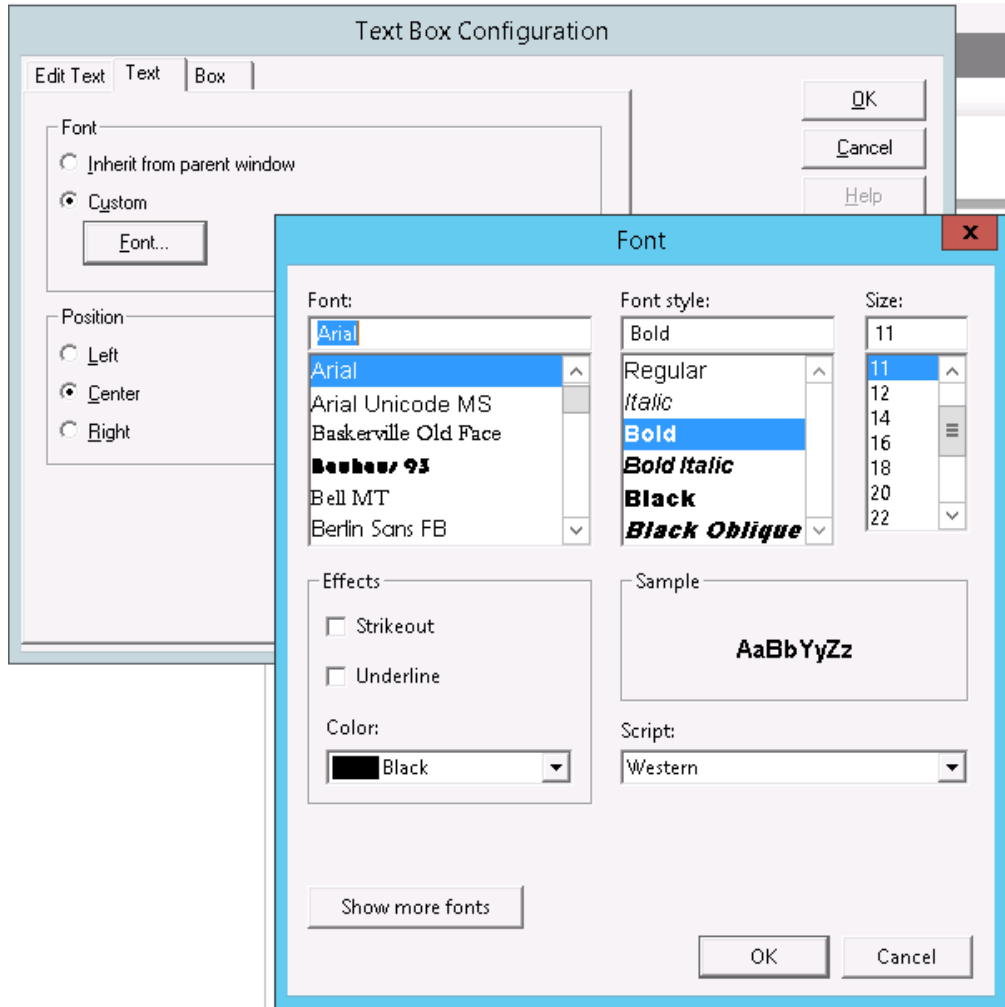 Text Box Configuration
Edit Text Text Box
OK
Cancel
Help
Font
Inherit from parent window
Custom
Font...
Position
Left
Center
Right
Font
x
Font:
Arial
Arial
Arial Unicode MS
Baskerville Old Face
Bauhaus 93
Bell MT
Berlin Sans FB
Font style:
Bold
Regular
Italic
Bold
Bold Italic
Black
Black Oblique
Size:
11
11
12
14
16
18
20
22
Effects
Strikeout
Underline
Color:
Black
Sample
AaBbYyZz
Script:
Western
Show more fonts
OK
Cancel